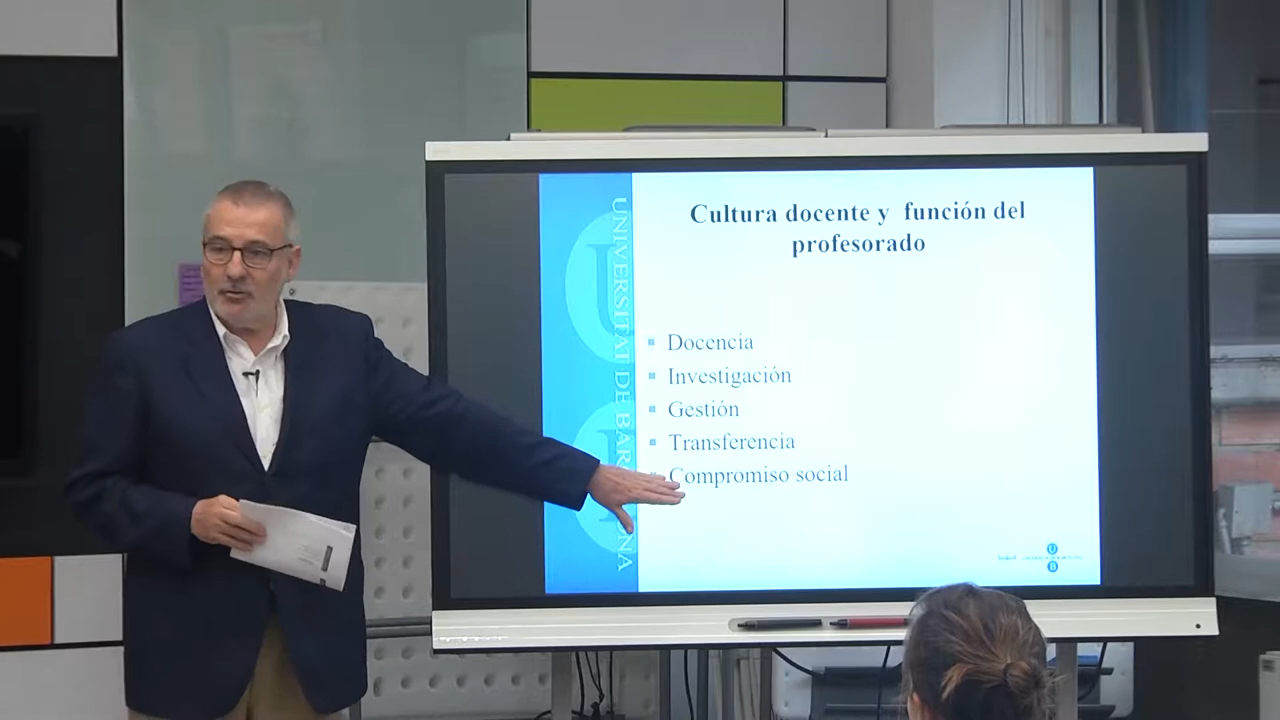 Cultura docente y función del
profesorado
UNIVERSITAT DE BARCELONA
Docencia
Investigación
Gestión
Transferencia
Compromiso social
U
B